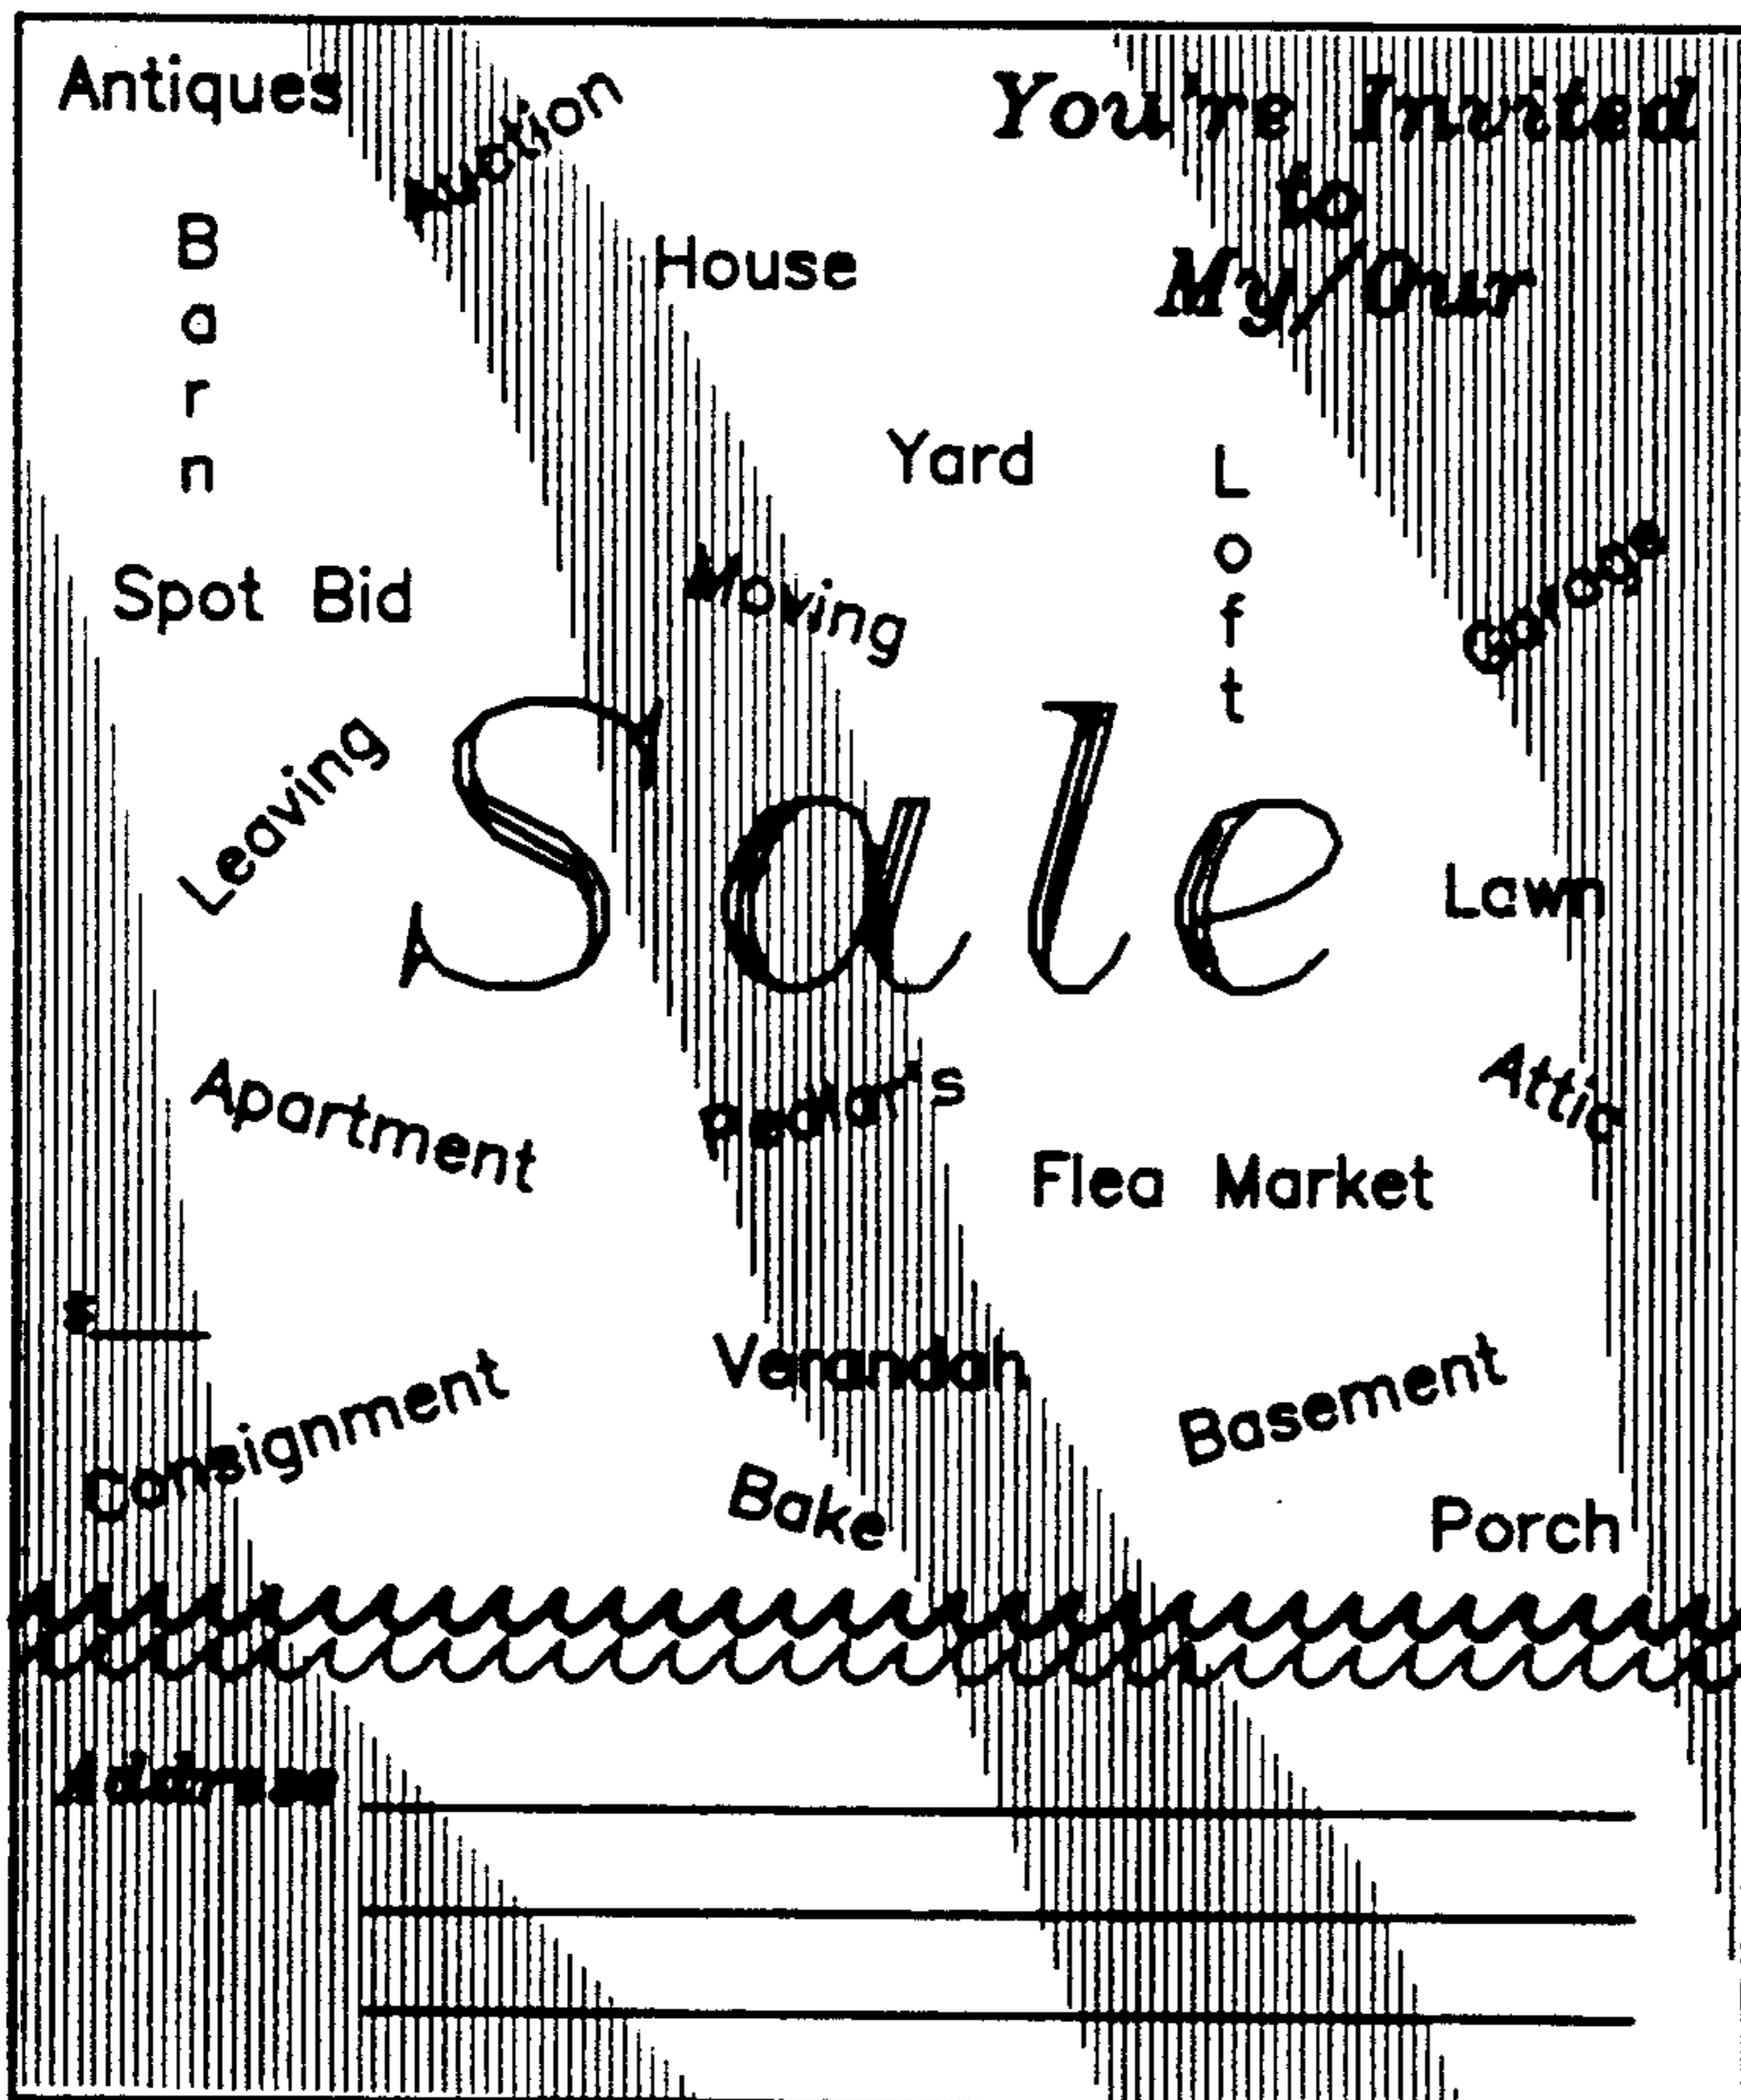 Antiques
Auction
You're Invited
to
My/Our
Barn
House
Yard
Loft
Spot Bid
Moving
Garage
Leaving
Sale
Lawn
Apartment
Pedlar's
Attic
Flea Market
$
Consignment
Verandah
Basement
Bake
Porch
Address